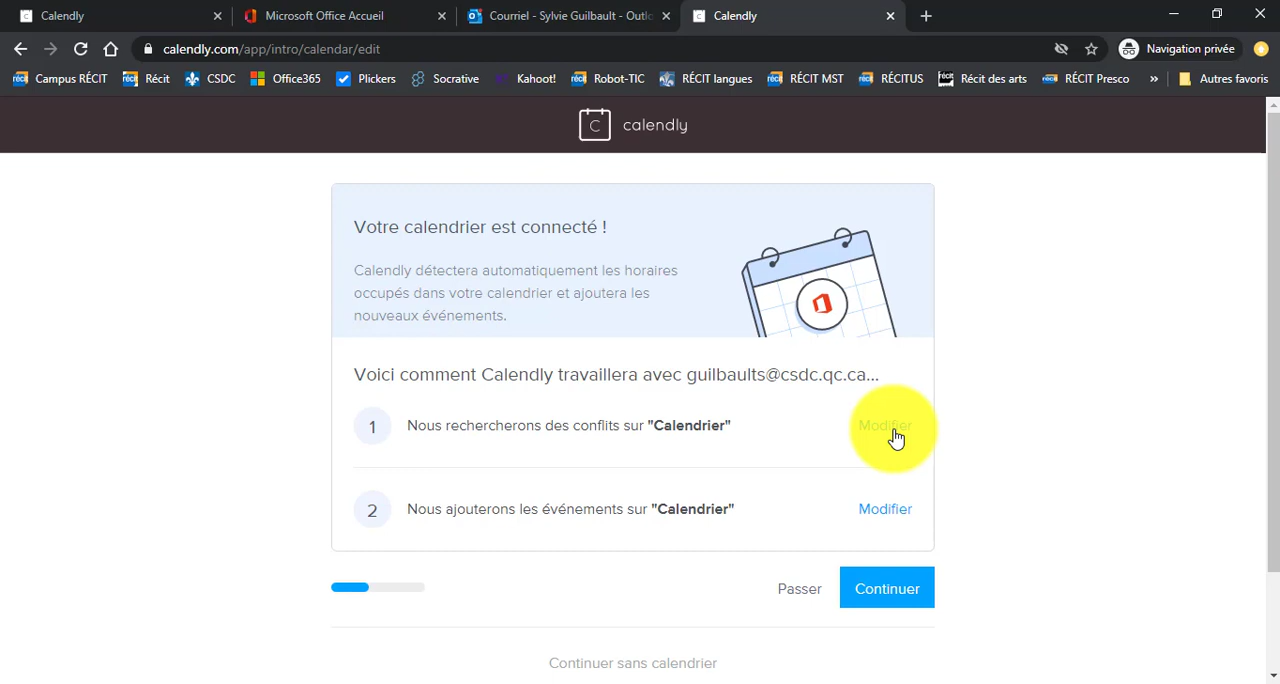 Calendly
Microsoft Office Accueil
Courriel - Sylvie Guilbault - Outlo
Calendly
calendly.com/app/intro/calendar/edit
Navigation privée
Campus RÉCIT
Récit
CSDC
Office365
Plickers
Socrative
Kahoot!
Robot-TIC
RÉCIT langues
RÉCIT MST
RÉCITUS
Récit des arts
RÉCIT Presco
»
Autres favoris
C calendly
Votre calendrier est connecté !
Calendly détectera automatiquement les horaires
occupés dans votre calendrier et ajoutera les
nouveaux événements.
Voici comment Calendly travaillera avec guilbaults@csdc.qc.ca...
1 Nous rechercherons des conflits sur "Calendrier" Modifier
2 Nous ajouterons les événements sur "Calendrier" Modifier
Passer
Continuer
Continuer sans calendrier